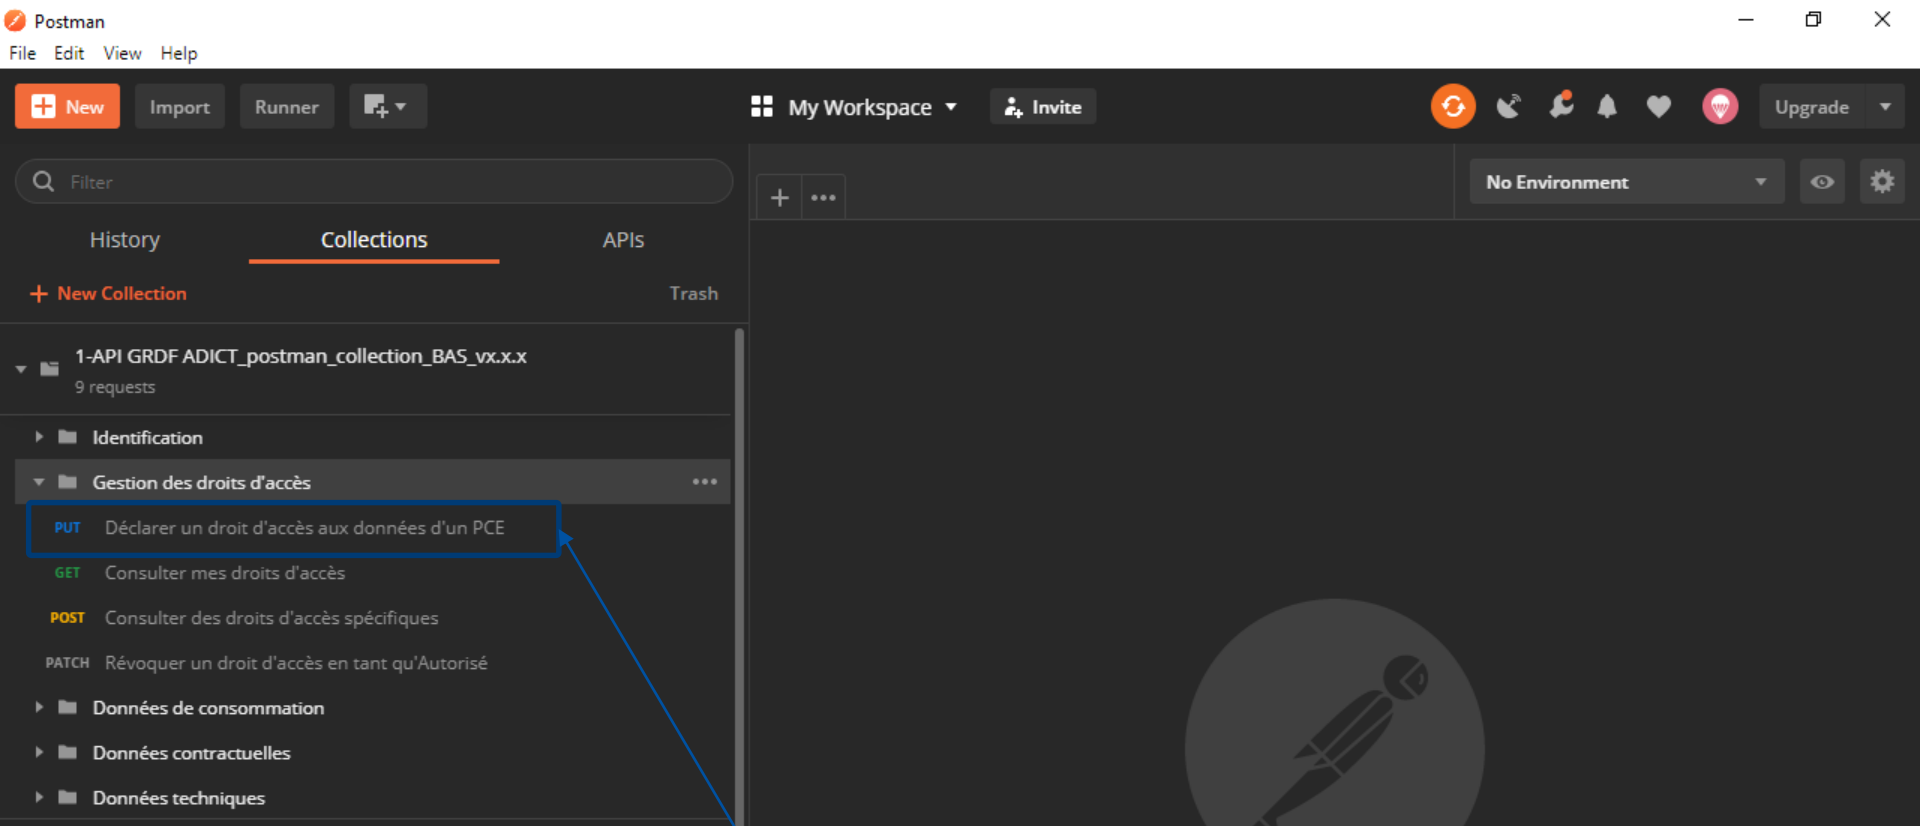 Postman
File Edit View Help
New Import Runner My Workspace Invite Upgrade
Filter
No Environment
History Collections APIs
New Collection Trash
1-API GRDF ADICT_postman_collection_BAS_vx.x.x
9 requests
Identification
Gestion des droits d'accès
PUT Déclarer un droit d'accès aux données d'un PCE
GET Consulter mes droits d'accès
POST Consulter des droits d'accès spécifiques
PATCH Révoquer un droit d'accès en tant qu'Autorisé
Données de consommation
Données contractuelles
Données techniques